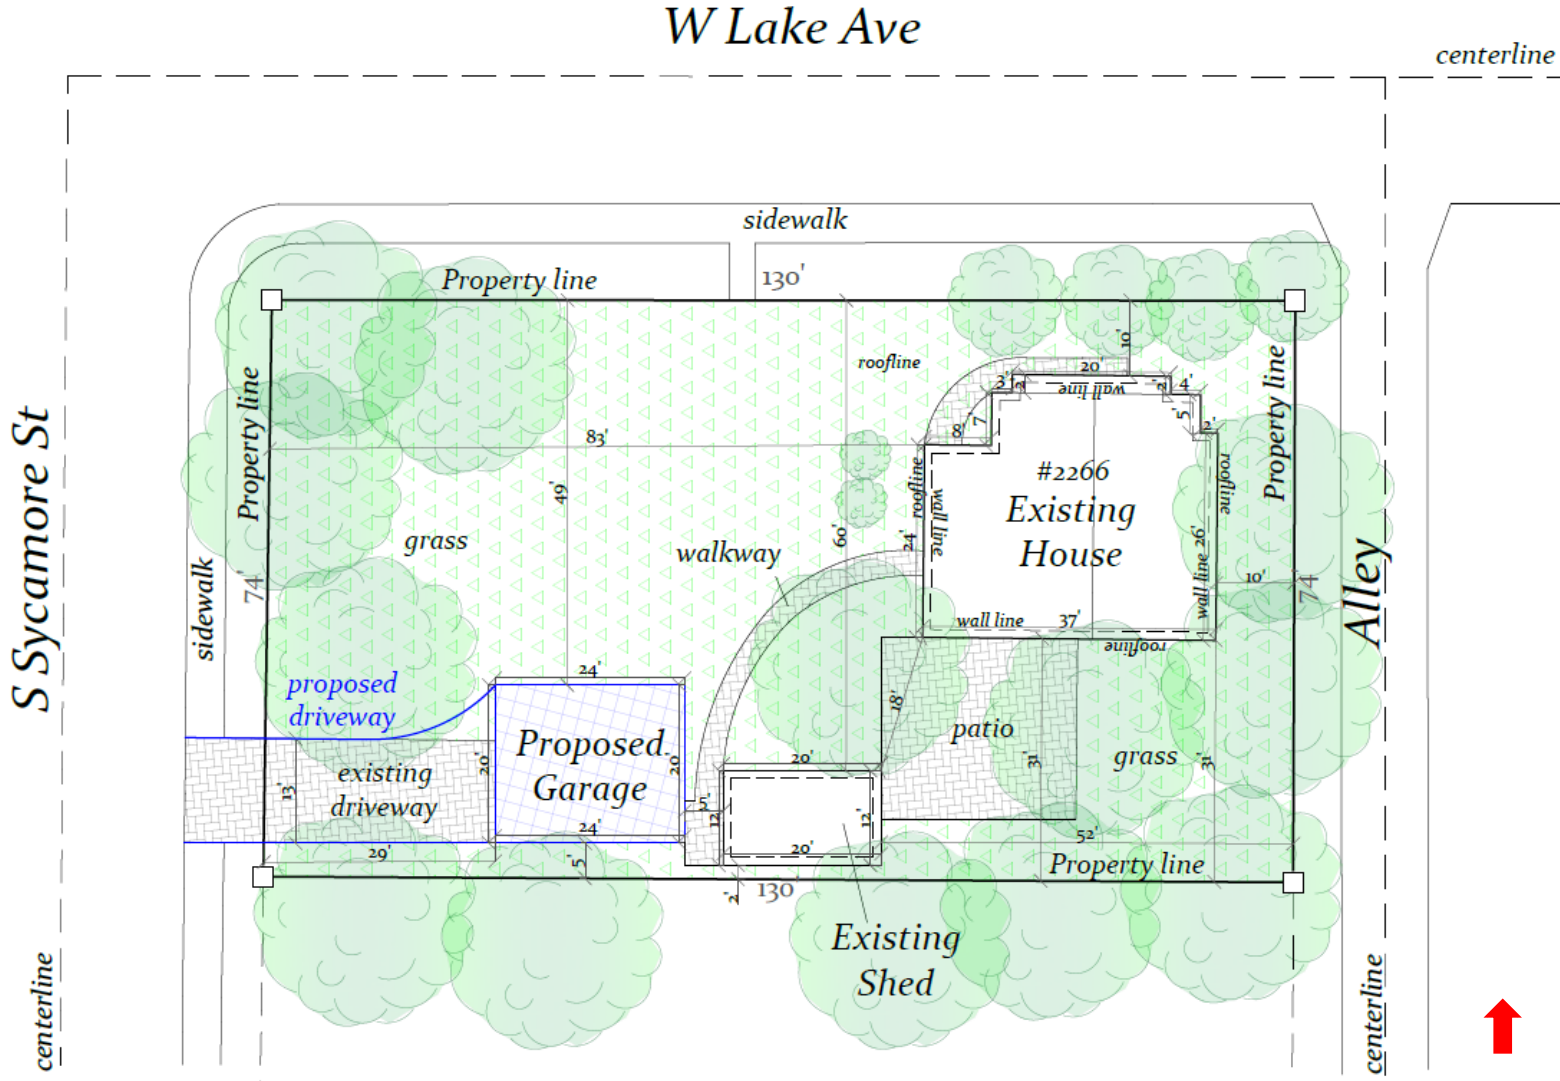 W Lake Ave
centerline
sidewalk
130'
Property line
roofline
10'
20'
3'
2'
wall line
2'
4'
Property line
Property line
83'
8'
7'
5'
2'
#2266
Existing
House
roofline
wall line
roofline
49'
60'
24'
26'
wall line
S Sycamore St
grass
walkway
sidewalk
74'
10'
74'
Alley
wall line
37'
roofline
24'
proposed
driveway
18'
Proposed
Garage
patio
grass
20'
20'
20'
31'
31'
existing
driveway
13'
5'
12'
12'
24'
20'
52'
29'
5'
Property line
2'
130'
Existing
Shed
centerline
centerline